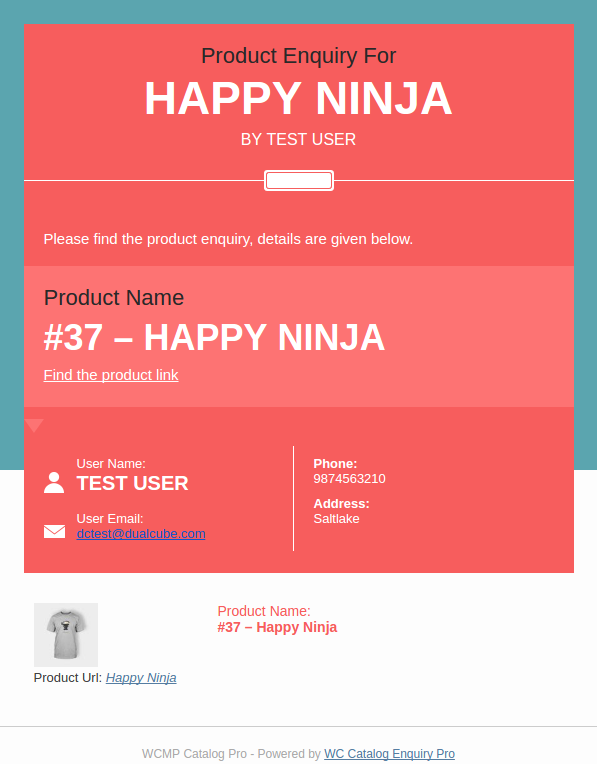 Product Enquiry For
HAPPY NINJA
BY TEST USER
Please find the product enquiry, details are given below.
Product Name
#37 – HAPPY NINJA
Find the product link
User Name:
TEST USER
User Email:
dctest@dualcube.com
Phone:
9874563210
Address:
Saltlake
Product Name:
#37 – Happy Ninja
Product Url: Happy Ninja
WCMP Catalog Pro - Powered by WC Catalog Enquiry Pro